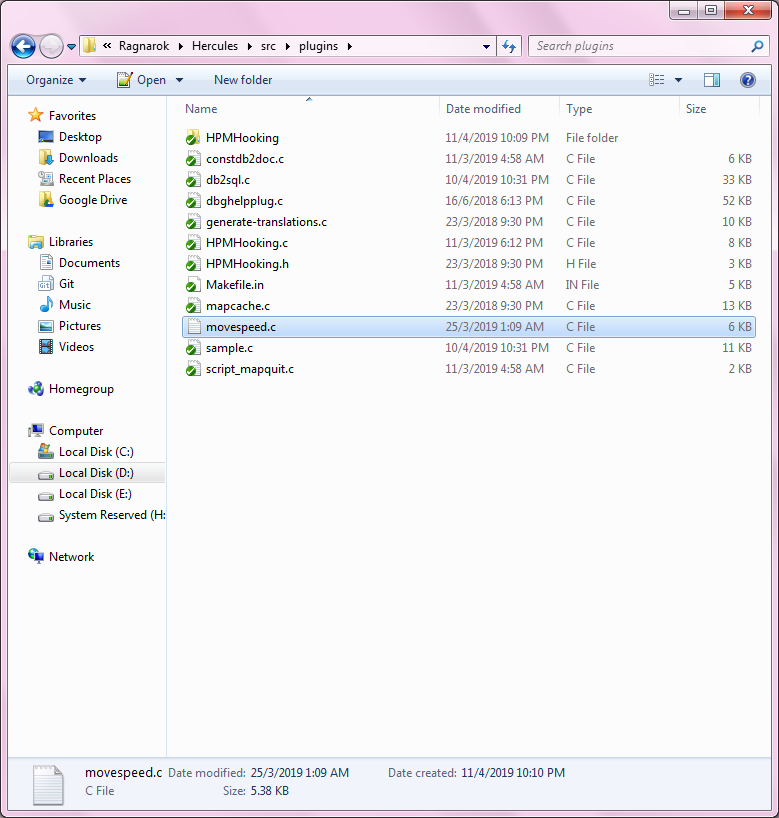 « Ragnarok Hercules src plugins Search plugins
Organize Open New folder
Name Date modified Type Size
HPMHooking 11/4/2019 10:09 PM File folder
constdb2doc.c 11/3/2019 4:58 AM C File 6 KB
db2sql.c 10/4/2019 10:31 PM C File 33 KB
dbghelpplug.c 16/6/2018 6:13 PM C File 52 KB
generate-translations.c 23/3/2018 9:30 PM C File 10 KB
HPMHooking.c 11/3/2019 6:12 PM C File 8 KB
HPMHooking.h 23/3/2018 9:30 PM H File 3 KB
Makefile.in 11/3/2019 4:58 AM IN File 5 KB
mapcache.c 23/3/2018 9:30 PM C File 13 KB
movespeed.c 25/3/2019 1:09 AM C File 6 KB
sample.c 10/4/2019 10:31 PM C File 11 KB
script_mapquit.c 11/3/2019 4:58 AM C File 2 KB
Favorites
Desktop
Downloads
Recent Places
Google Drive
Libraries
Documents
Git
Music
Pictures
Videos
Homegroup
Computer
Local Disk (C:)
Local Disk (D:)
Local Disk (E:)
System Reserved (H:
Network
movespeed.c Date modified: 25/3/2019 1:09 AM Date created: 11/4/2019 10:10 PM
C File Size: 5.38 KB